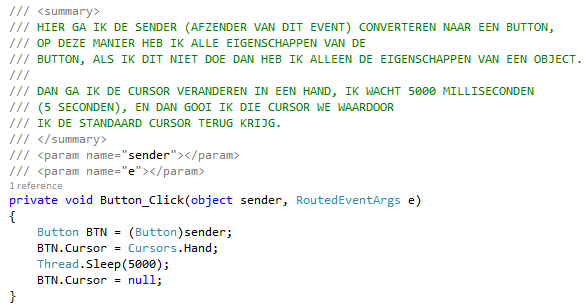 /// <summary>
/// HIER GA IK DE SENDER (AFZENDER VAN DIT EVENT) CONVERTEREN NAAR EEN BUTTON,
/// OP DEZE MANIER HEB IK ALLE EIGENSCHAPPEN VAN DE
/// BUTTON, ALS IK DIT NIET DOE DAN HEB IK ALLEEN DE EIGENSCHAPPEN VAN EEN OBJECT.
///
/// DAN GA IK DE CURSOR VERANDEREN IN EEN HAND, IK WACHT 5000 MILLISECONDEN
/// (5 SECONDEN), EN DAN GOOI IK DIE CURSOR WE WAARDOOR
/// IK DE STANDAARD CURSOR TERUG KRIJG.
/// </summary>
/// <param name="sender"></param>
/// <param name="e"></param>
1 reference
private void Button_Click(object sender, RoutedEventArgs e)
{
    Button BTN = (Button)sender;
    BTN.Cursor = Cursors.Hand;
    Thread.Sleep(5000);
    BTN.Cursor = null;
}